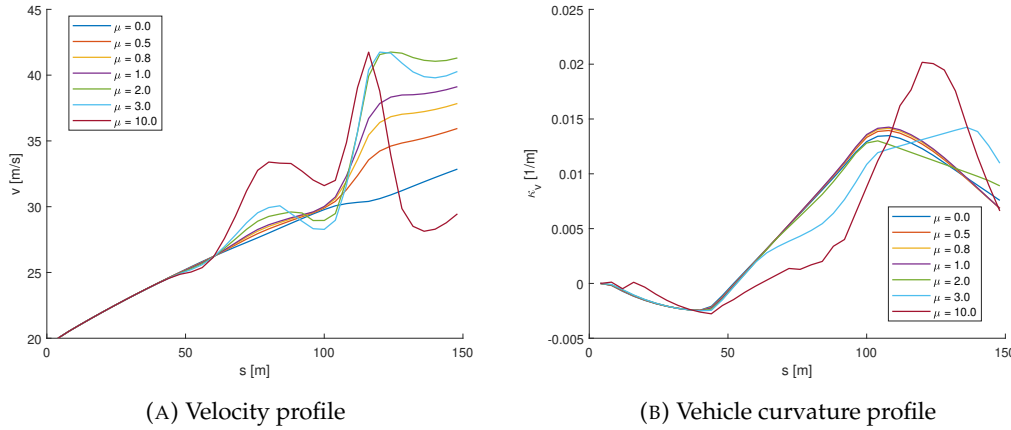 45
40
35
30
25
20
v [m/s]
0
50
100
150
s [m]
μ = 0.0
μ = 0.5
μ = 0.8
μ = 1.0
μ = 2.0
μ = 3.0
μ = 10.0
(A) Velocity profile
0.025
0.02
0.015
0.01
0.005
0
-0.005
κv [1/m]
0
50
100
150
s [m]
μ = 0.0
μ = 0.5
μ = 0.8
μ = 1.0
μ = 2.0
μ = 3.0
μ = 10.0
(B) Vehicle curvature profile